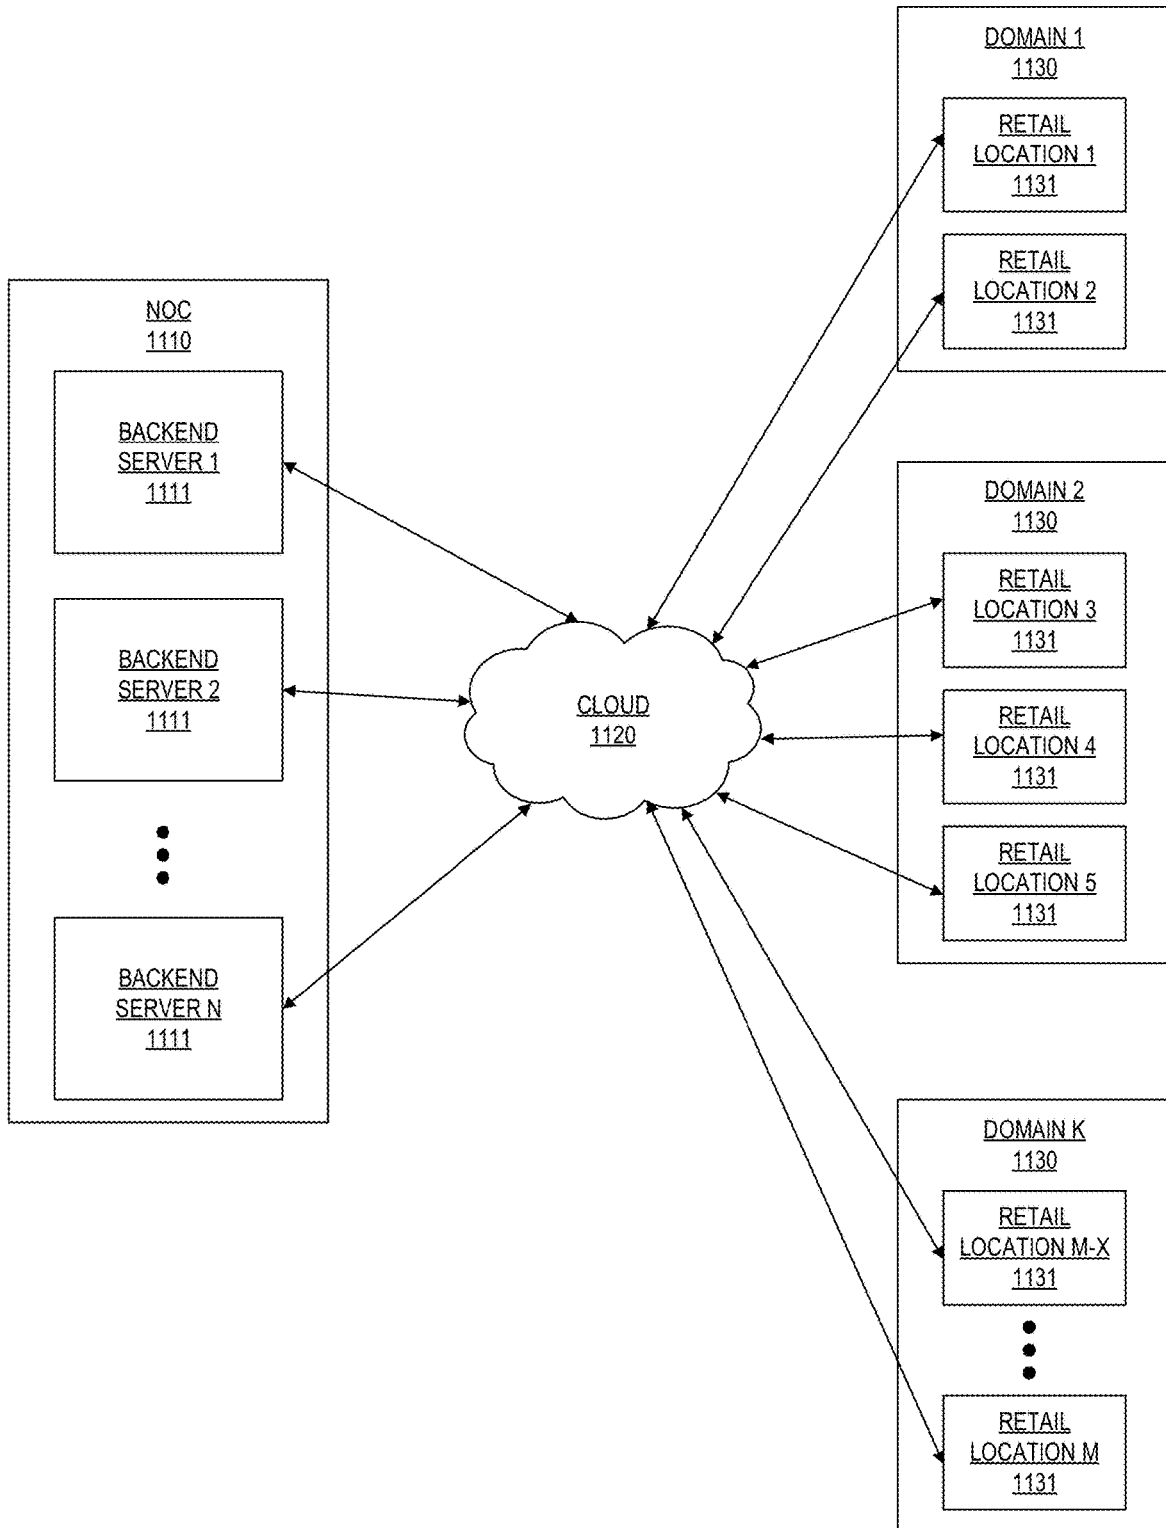 NOC
1110
BACKEND
SERVER 1
1111
BACKEND
SERVER 2
1111
BACKEND
SERVER N
1111
CLOUD
1120
DOMAIN 1
1130
RETAIL
LOCATION 1
1131
RETAIL
LOCATION 2
1131
DOMAIN 2
1130
RETAIL
LOCATION 3
1131
RETAIL
LOCATION 4
1131
RETAIL
LOCATION 5
1131
DOMAIN K
1130
RETAIL
LOCATION M-X
1131
RETAIL
LOCATION M
1131